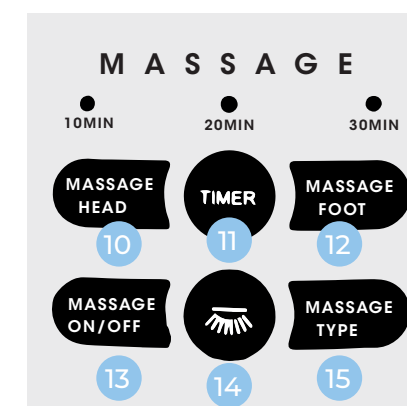 MASSAGE
10MIN 20MIN 30MIN
MASSAGE
HEAD
10
TIMER
11
MASSAGE
FOOT
12
MASSAGE
ON/OFF
13
14
MASSAGE
TYPE
15